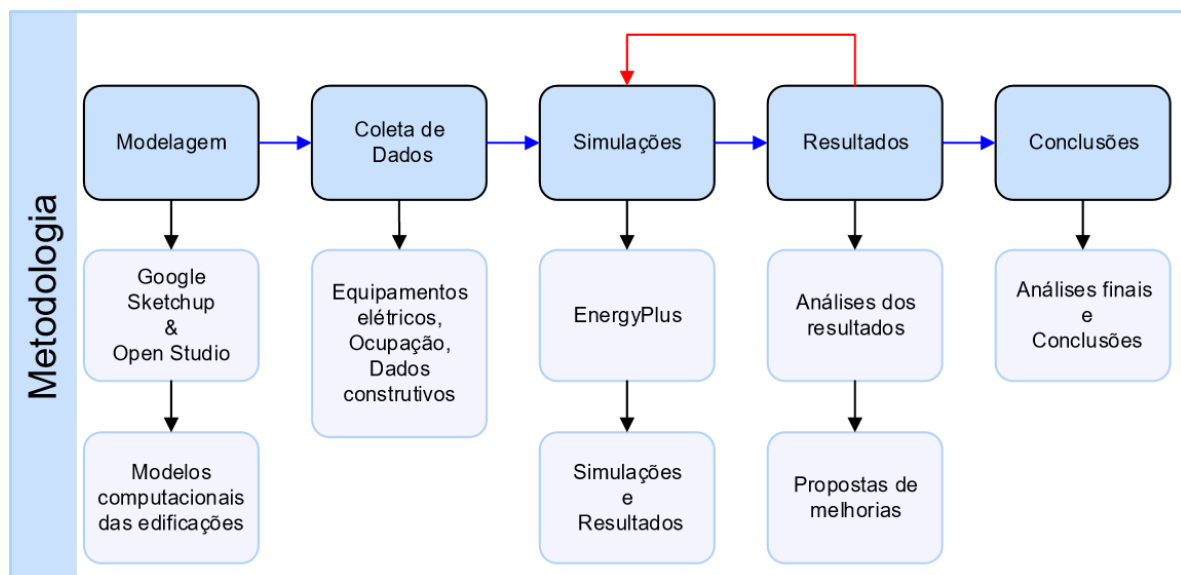 Metodologia
Modelagem
Coleta de
Dados
Simulações
Resultados
Conclusões
Google
Sketchup
&
Open Studio
Equipamentos
elétricos,
Ocupação,
Dados
construtivos
EnergyPlus
Análises dos
resultados
Análises finais
e
Conclusões
Modelos
computacionais
das edificações
Simulações
e
Resultados
Propostas de
melhorias